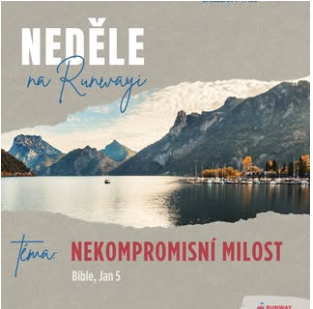 NEDĚLE
na Runwayi
téma: NEKOMPROMISNÍ MILOST
Bible, Jan 5
RUNWAY